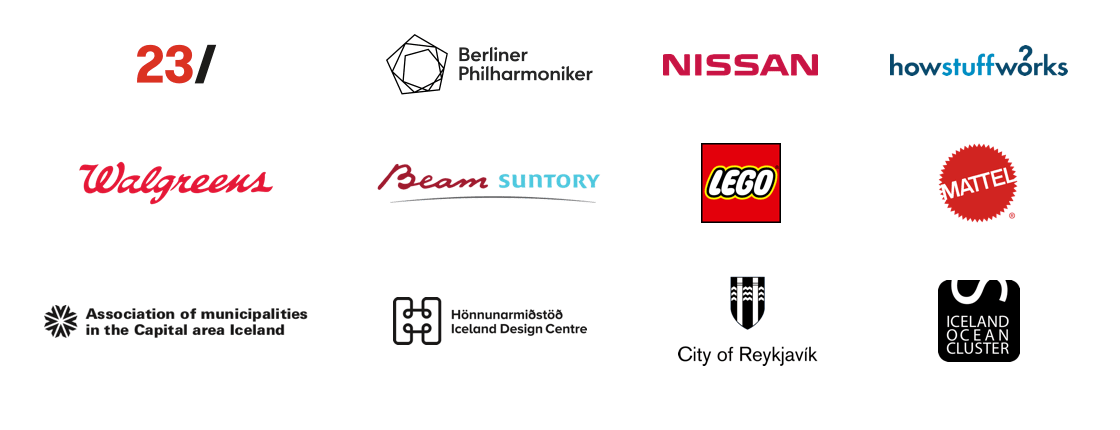 23/
Berliner
Philharmoniker
NISSAN
howstuffworks
Walgreens
Beam SUNTORY
LEGO
MATTEL
®
Association of municipalities
in the Capital area Iceland
Hönnunarmiðstöð
Iceland Design Centre
City of Reykjavík
ICELAND
OCEAN
CLUSTER